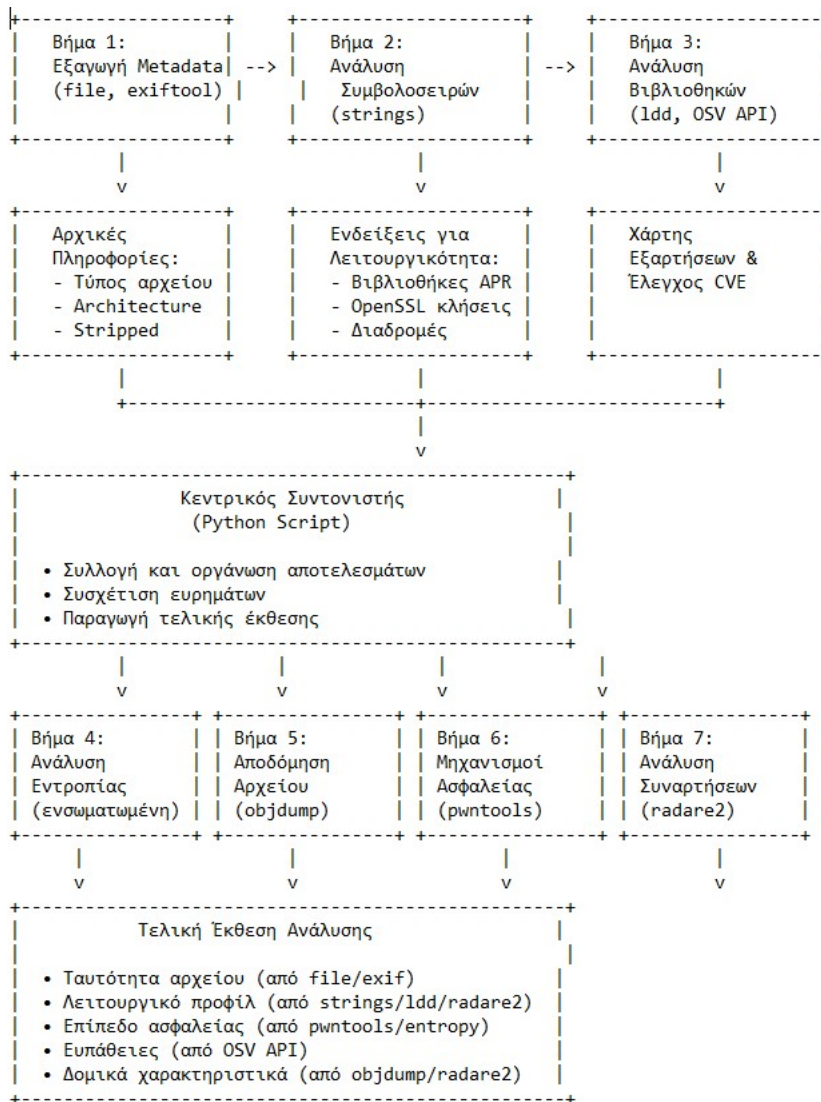 Βήμα 1:
Εξαγωγή Metadata
(file, exiftool)
Βήμα 2:
Ανάλυση
Συμβολοσειρών
(strings)
Βήμα 3:
Ανάλυση
Βιβλιοθηκών
(ldd, OSV API)
Αρχικές
Πληροφορίες:
- Τύπος αρχείου
- Architecture
- Stripped
Ενδείξεις για
Λειτουργικότητα:
- Βιβλιοθήκες APR
- OpenSSL κλήσεις
- Διαδρομές
Χάρτης
Εξαρτήσεων &
Έλεγχος CVE
Κεντρικός Συντονιστής
(Python Script)
• Συλλογή και οργάνωση αποτελεσμάτων
• Συσχέτιση ευρημάτων
• Παραγωγή τελικής έκθεσης
Βήμα 4:
Ανάλυση
Εντροπίας
(ενσωματωμένη)
Βήμα 5:
Αποδόμηση
Αρχείου
(objdump)
Βήμα 6:
Μηχανισμοί
Ασφαλείας
(pwntools)
Βήμα 7:
Ανάλυση
Συναρτήσεων
(radare2)
Τελική Έκθεση Ανάλυσης
• Ταυτότητα αρχείου (από file/exif)
• Λειτουργικό προφίλ (από strings/ldd/radare2)
• Επίπεδο ασφαλείας (από pwntools/entropy)
• Ευπάθειες (από OSV API)
• Δομικά χαρακτηριστικά (από objdump/radare2)